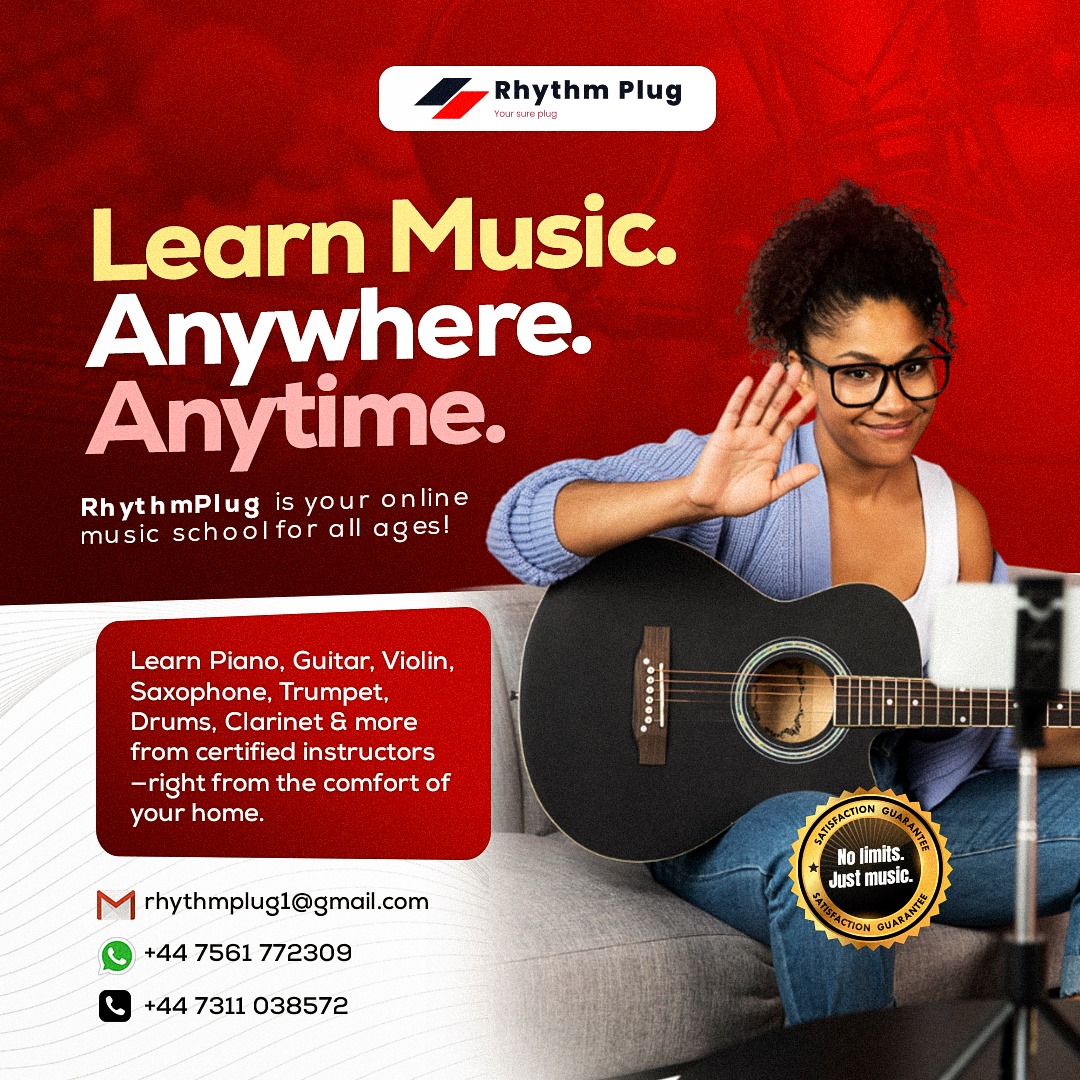 Rhythm Plug
Your sure plug
Learn Music.
Anywhere.
Anytime.
RhythmPlug is your online
music school for all ages!
Learn Piano, Guitar, Violin,
Saxophone, Trumpet,
Drums, Clarinet & more
from certified instructors
—right from the comfort of
your home.
rhythmplug1@gmail.com
+44 7561 772309
+44 7311 038572
SATISFACTION GUARANTEE
No limits.
Just music.
SATISFACTION GUARANTEE